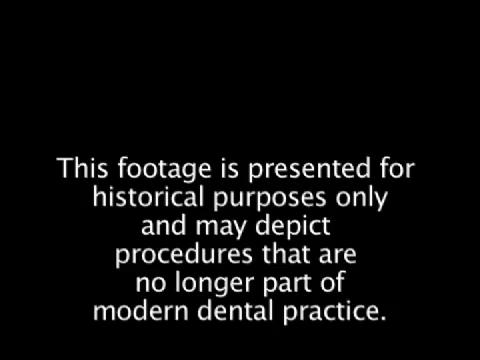 This footage is presented for
historical purposes only
and may depict
procedures that are
no longer part of
modern dental practice.